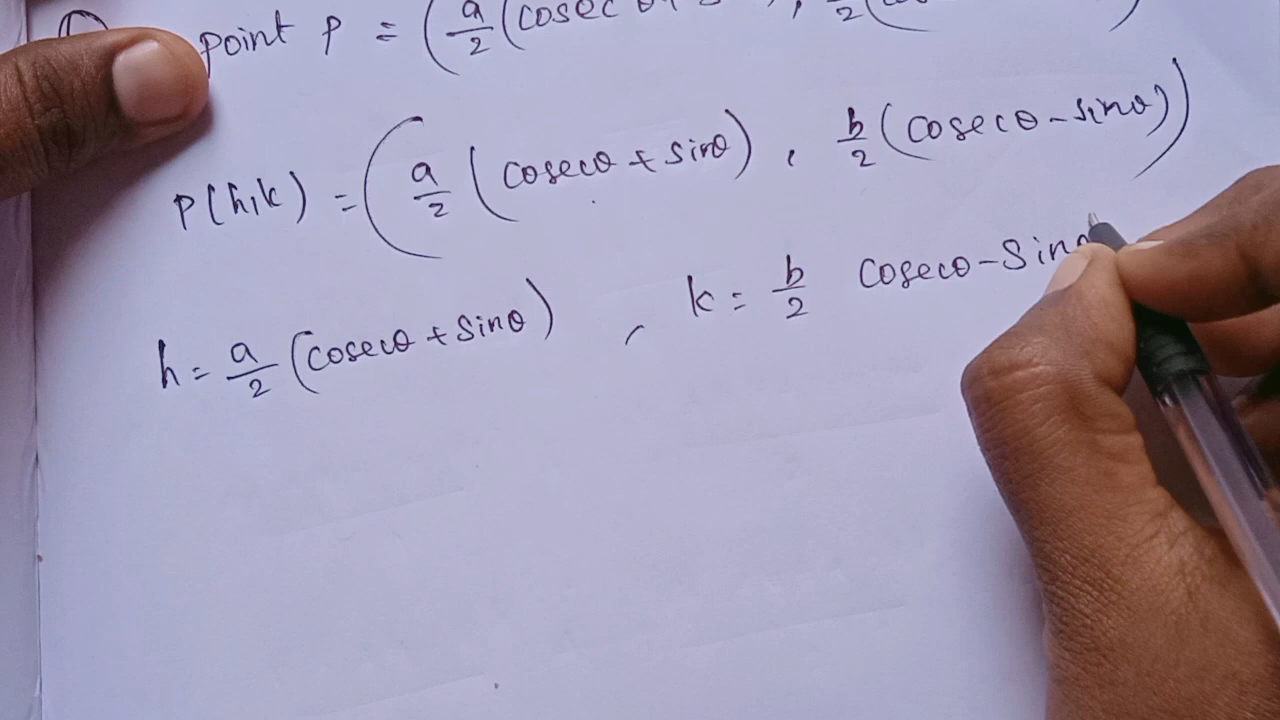 point P = (a/2 (cosec
P(h,k) = (a/2 (cosecθ + sinθ), b/2 (cosecθ - sinθ))
h = a/2 (cosecθ + sinθ) , k = b/2 cosecθ - Sin